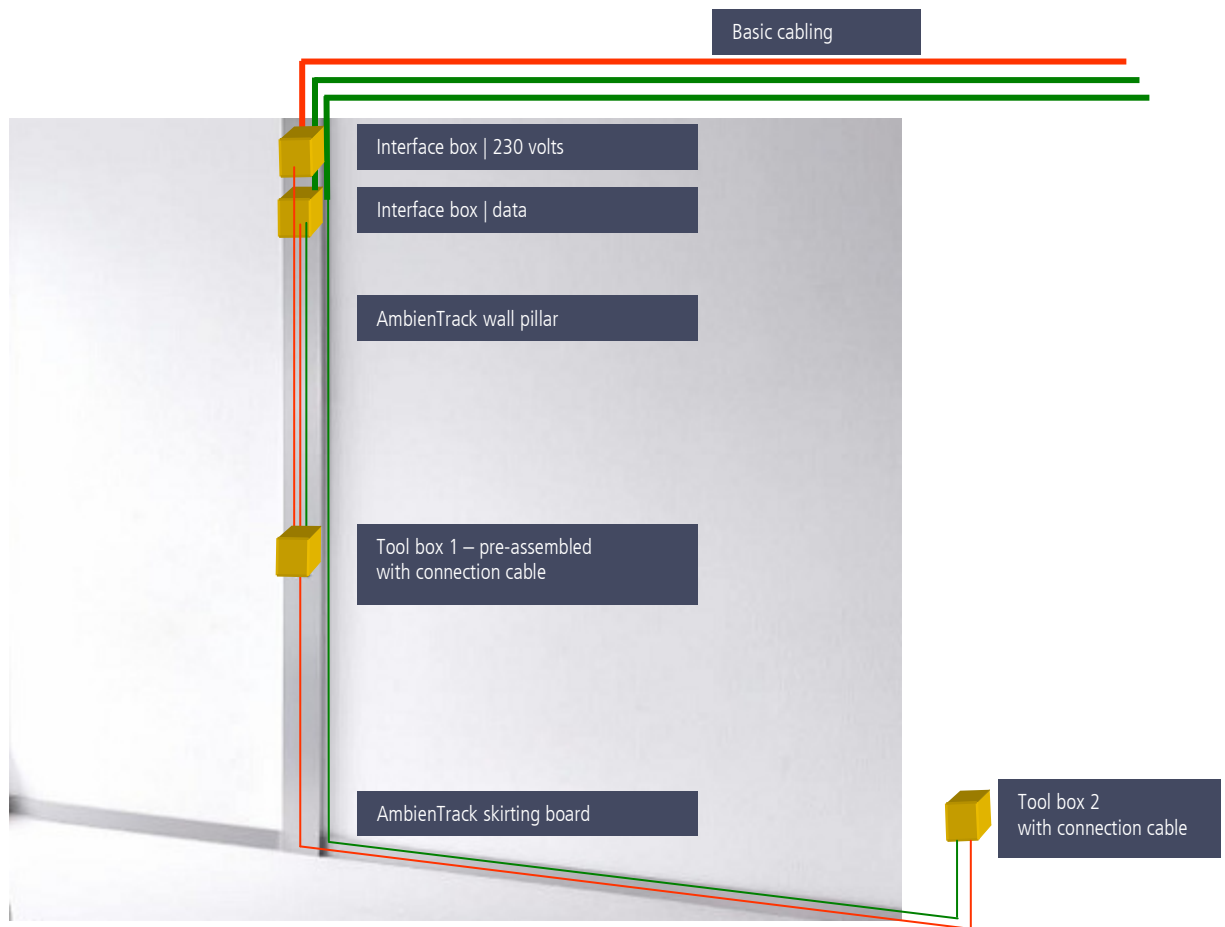 Basic cabling
Interface box | 230 volts
Interface box | data
AmbienTrack wall pillar
Tool box 1 – pre-assembled
with connection cable
AmbienTrack skirting board
Tool box 2
with connection cable